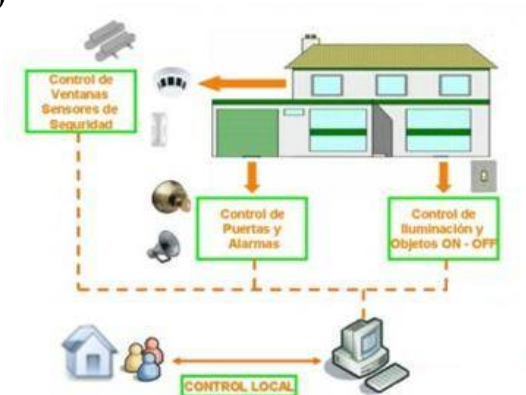 Control de
Ventanas
Sensores de
Seguridad
Control de
Puertas y
Alarmas
Control de
Iluminación y
Objetos ON - OFF
CONTROL LOCAL